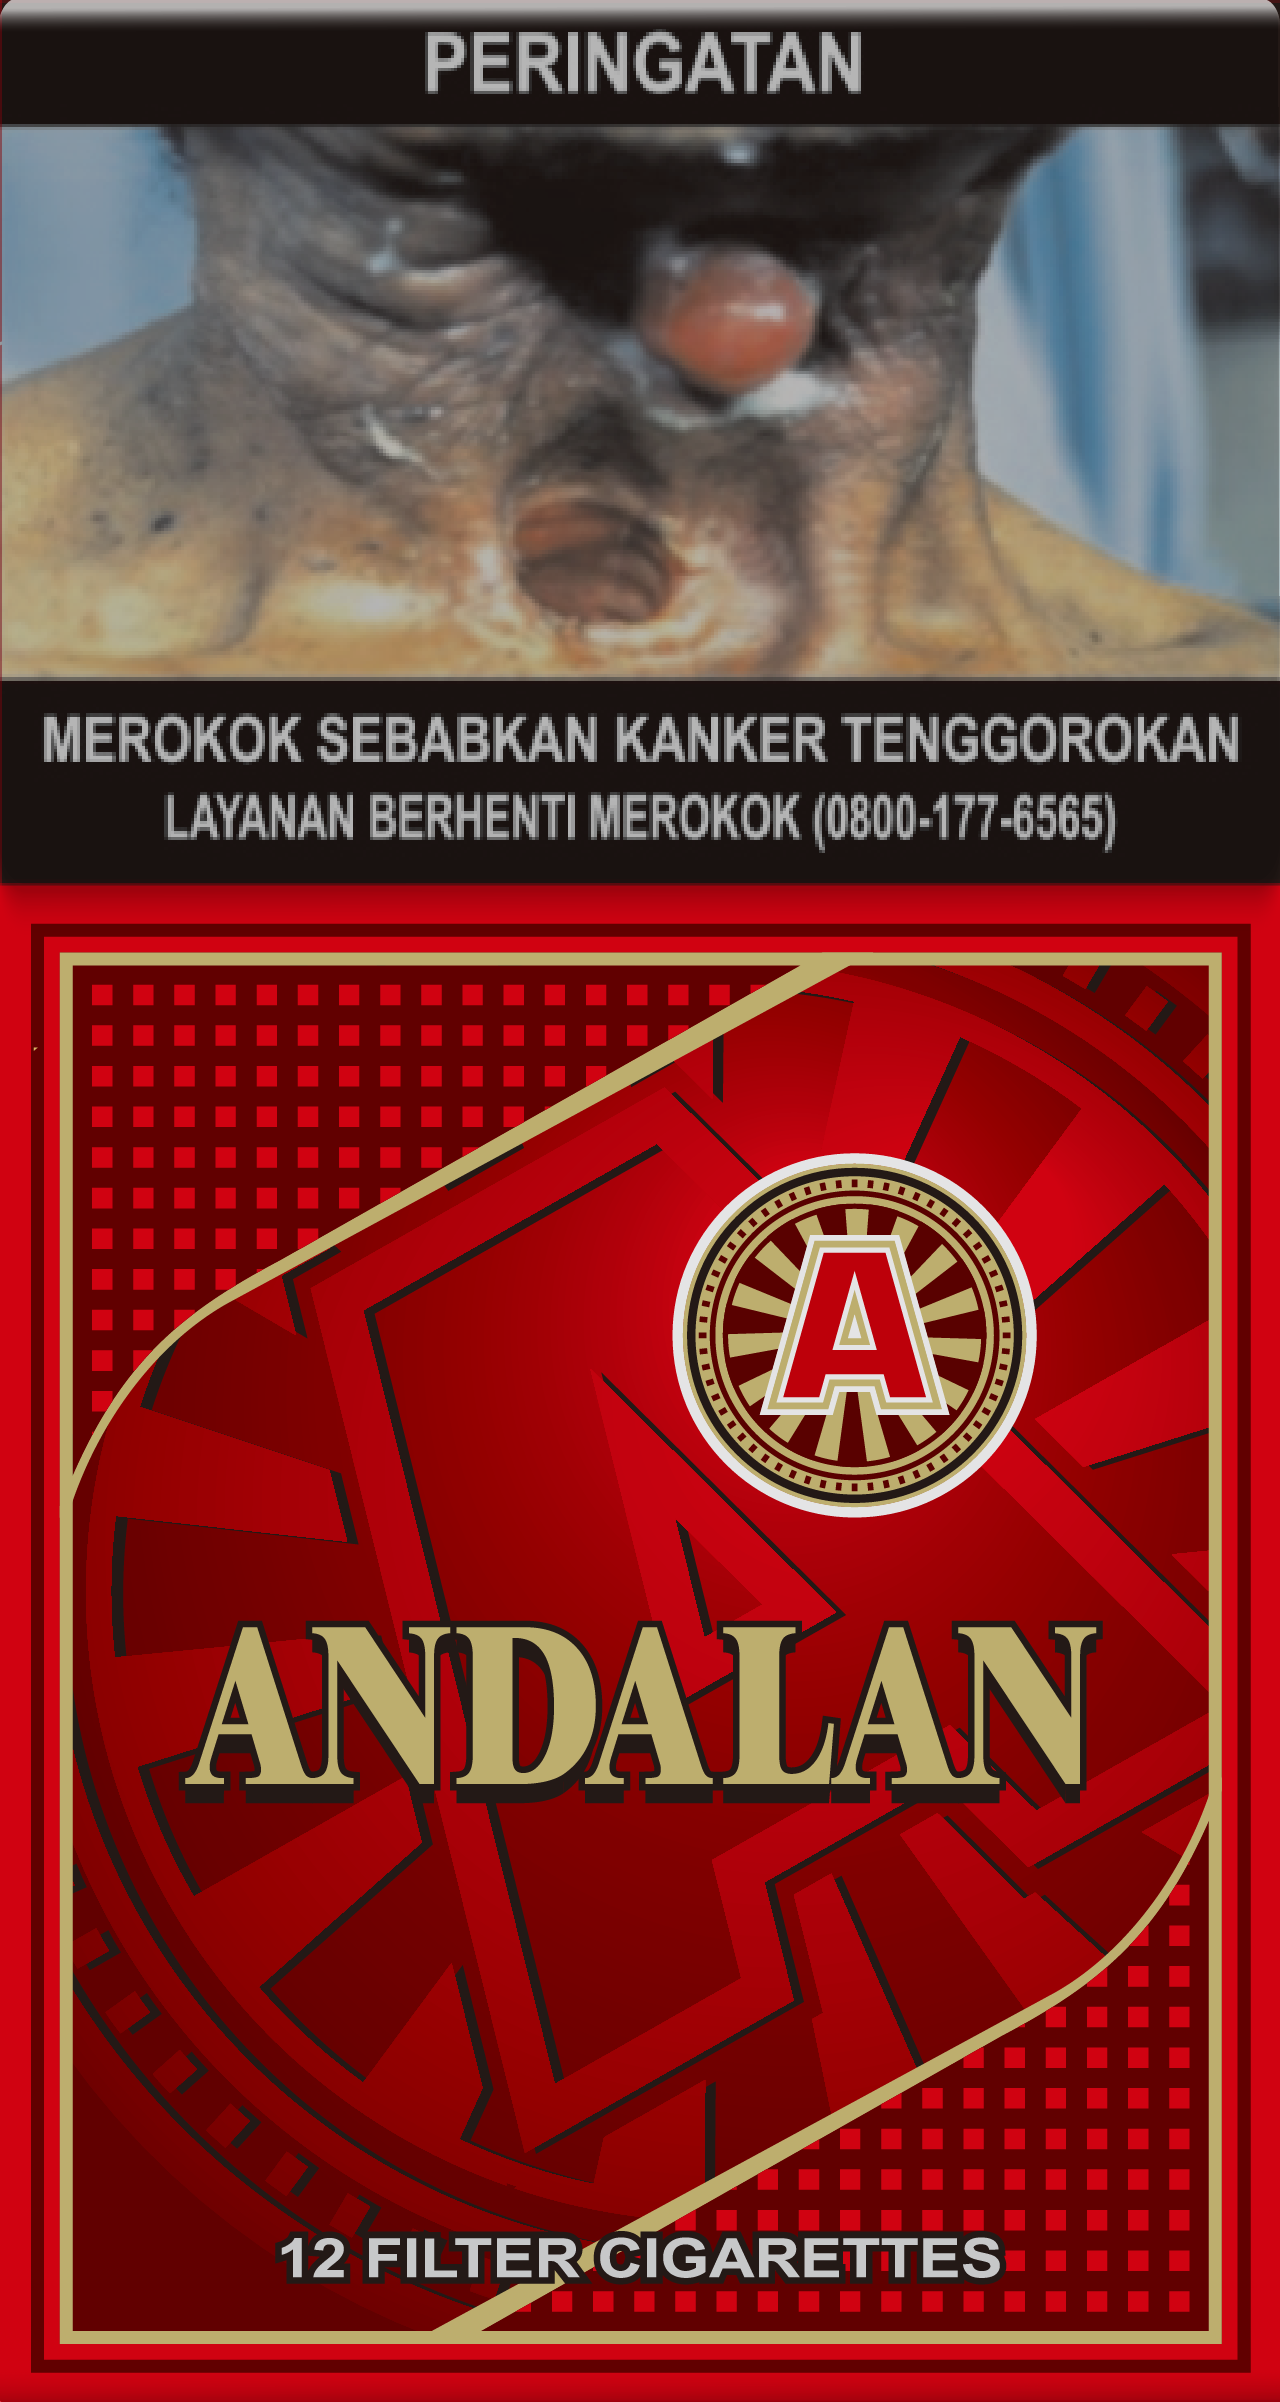 PERINGATAN
MEROKOK SEBABKAN KANKER TENGGOROKAN
LAYANAN BERHENTI MEROKOK (0800-177-6565)
A
ANDALAN
12 FILTER CIGARETTES